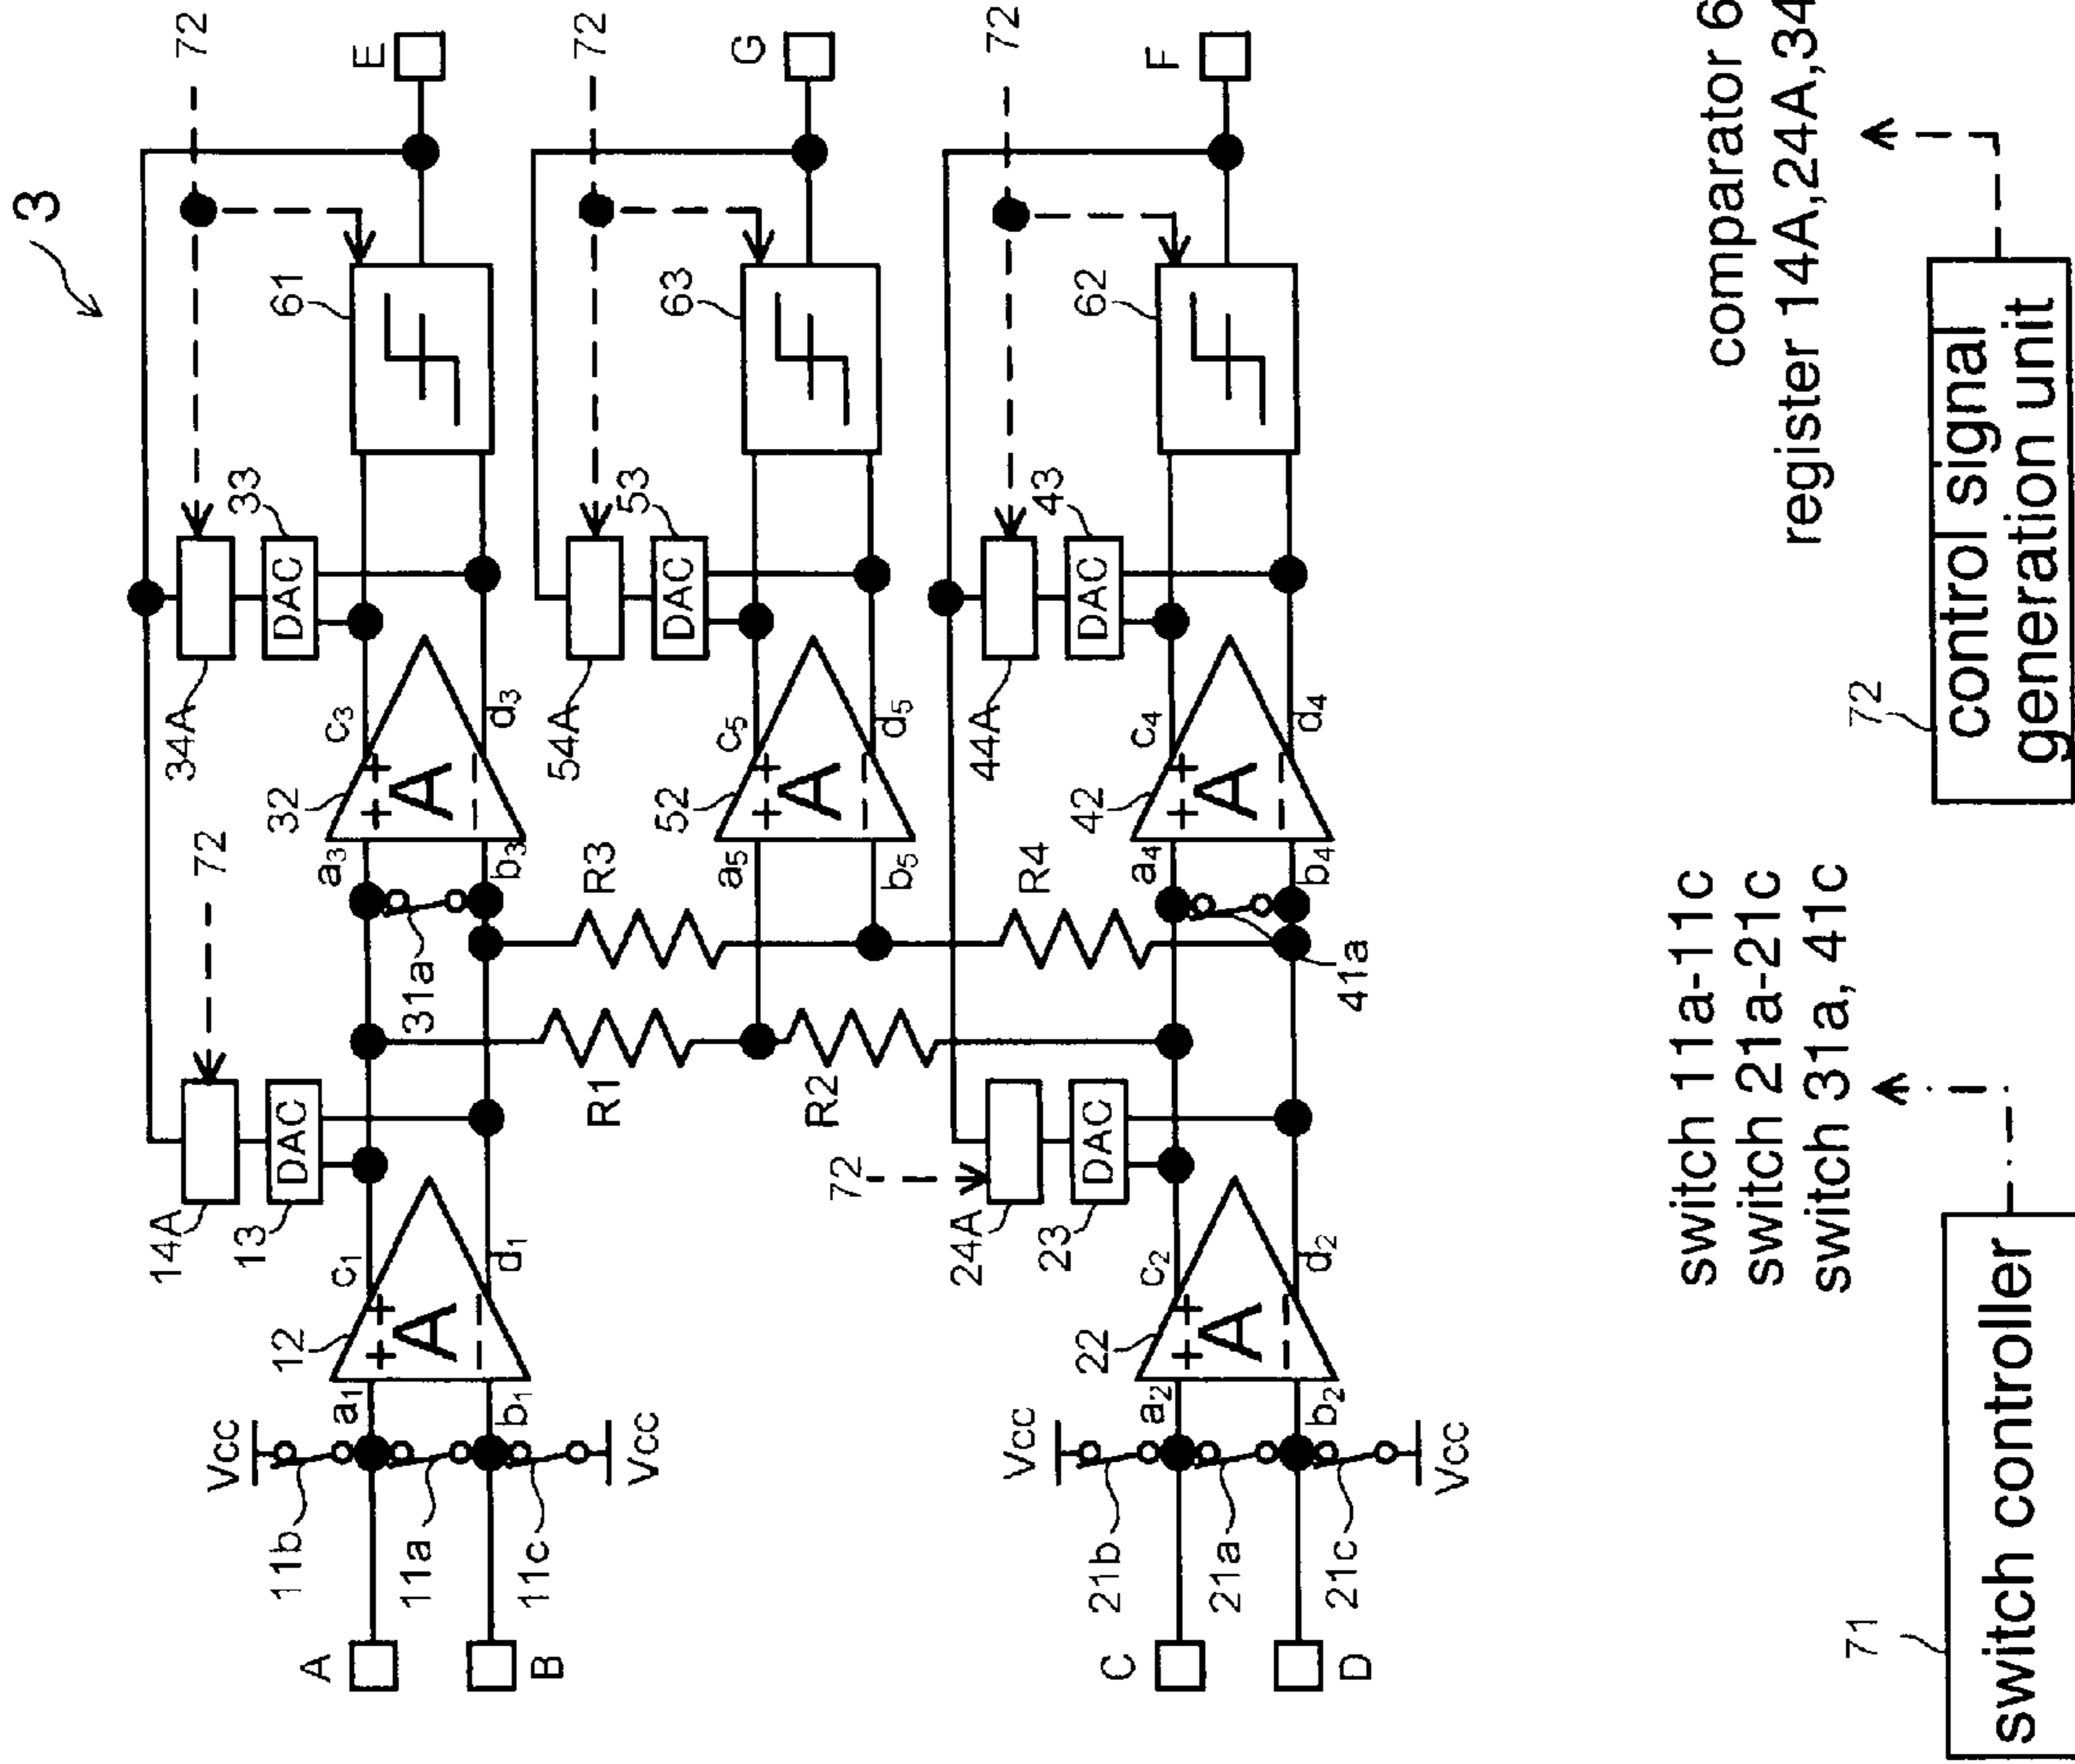 3
72
72
72
E
G
F
61
63
62
33
53
43
34A
54A
44A
DAC
DAC
DAC
c3
d3
c5
d5
c4
d4
32
52
42
A
A
A
+ +
− −
+ +
− −
+ +
− −
a3
b3
a5
b5
a4
b4
31a
41a
R3
R4
R1
R2
72
72
14A
24A
13
23
DAC
DAC
c1
d1
c2
d2
12
22
A
A
+ +
− −
+ +
− −
a1
b1
a2
b2
Vcc
Vcc
Vcc
Vcc
11b
11a
11c
21b
21a
21c
A
B
C
D
switch 11a-11c
switch 21a-21c
switch 31a, 41c
71
switch controller
comparator 6
register 14A,24A,34
72
control signal
generation unit